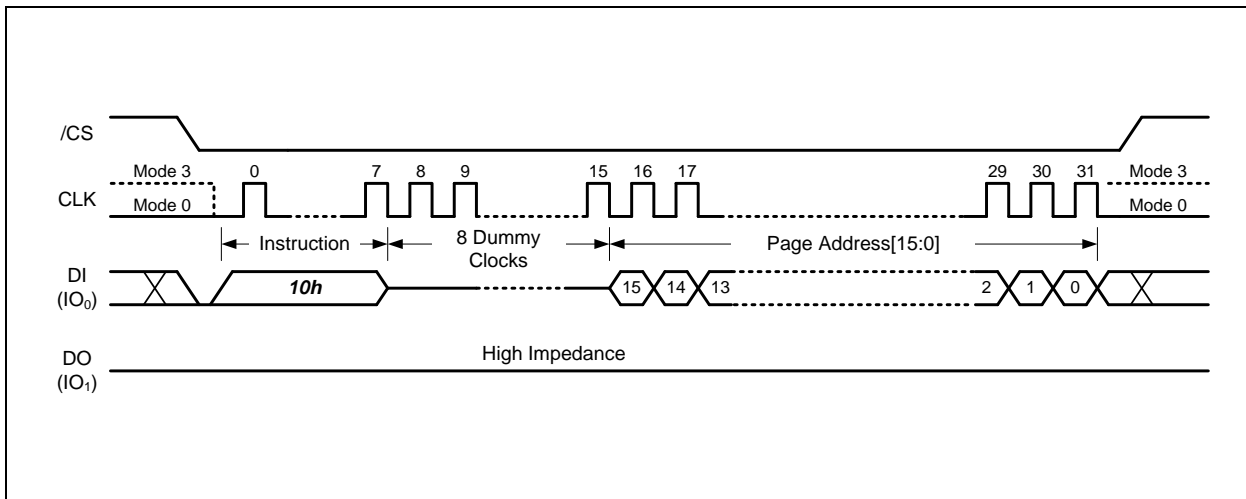 /CS
Mode 3 0 7 8 9 15 16 17 29 30 31 Mode 3
CLK
Mode 0 Mode 0
Instruction 8 Dummy Page Address[15:0]
Clocks
DI 10h 15 14 13 2 1 0
(IO₀)
High Impedance
DO
(IO₁)